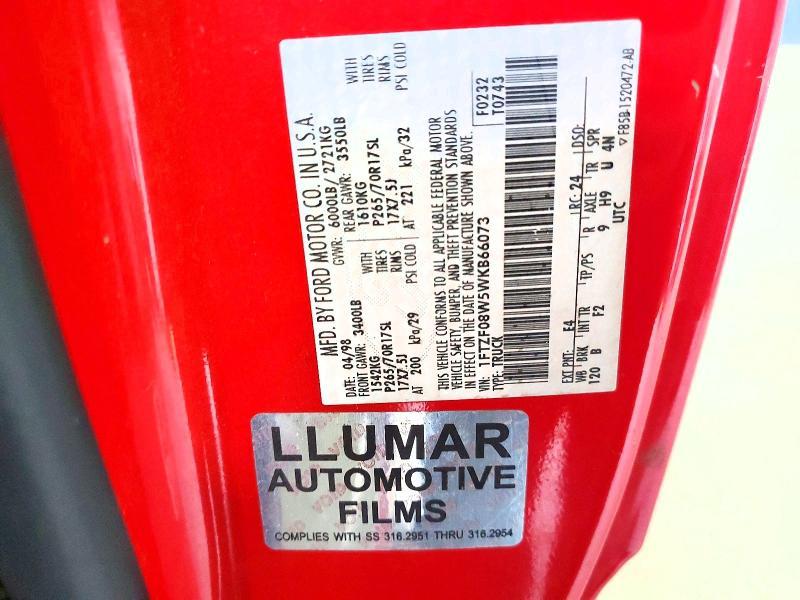 MFD. BY FORD MOTOR CO. IN U.S.A.
DATE: 04/98 GVWR: 6000LB/ 2721KG
FRONT GAWR: 3400LB REAR GAWR: 3550LB
1542KG WITH 1610KG WITH
P265/70R17SL TIRES P265/70R17SL TIRES
17X7.5J RIMS 17X7.5J RIMS
AT 200 kPa/29 PSI COLD AT 221 kPa/32 PSI COLD
THIS VEHICLE CONFORMS TO ALL APPLICABLE FEDERAL MOTOR
VEHICLE SAFETY, BUMPER, AND THEFT PREVENTION STANDARDS
IN EFFECT ON THE DATE OF MANUFACTURE SHOWN ABOVE.
VIN: 1FTZF08W5WKB66073 F0232
TYPE: TRUCK T0743
EXT PNT: E4 RC: 24 DSO:
WB BRK INT TR TP/PS R AXLE TR SPR
120 B F2 9 H9 U 4N
UTC ▽ F85B-1520472-AB
LLUMAR
AUTOMOTIVE
FILMS
COMPLIES WITH SS 316.2951 THRU 316.2954